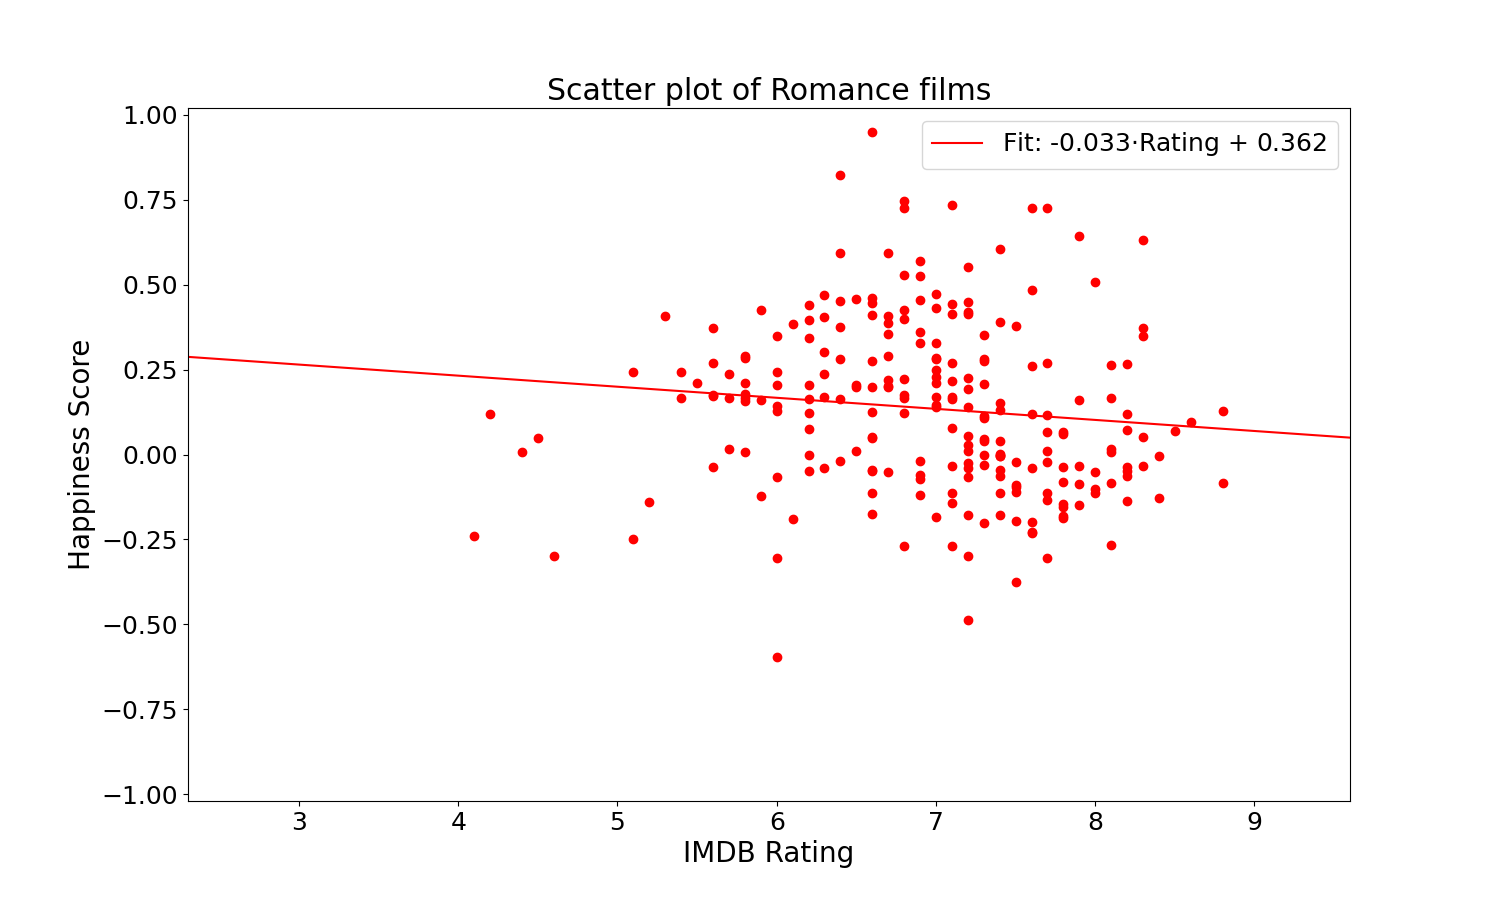 Scatter plot of Romance films
Fit: -0.033·Rating + 0.362
1.00
0.75
0.50
0.25
0.00
−0.25
−0.50
−0.75
−1.00
Happiness Score
3 4 5 6 7 8 9
IMDB Rating